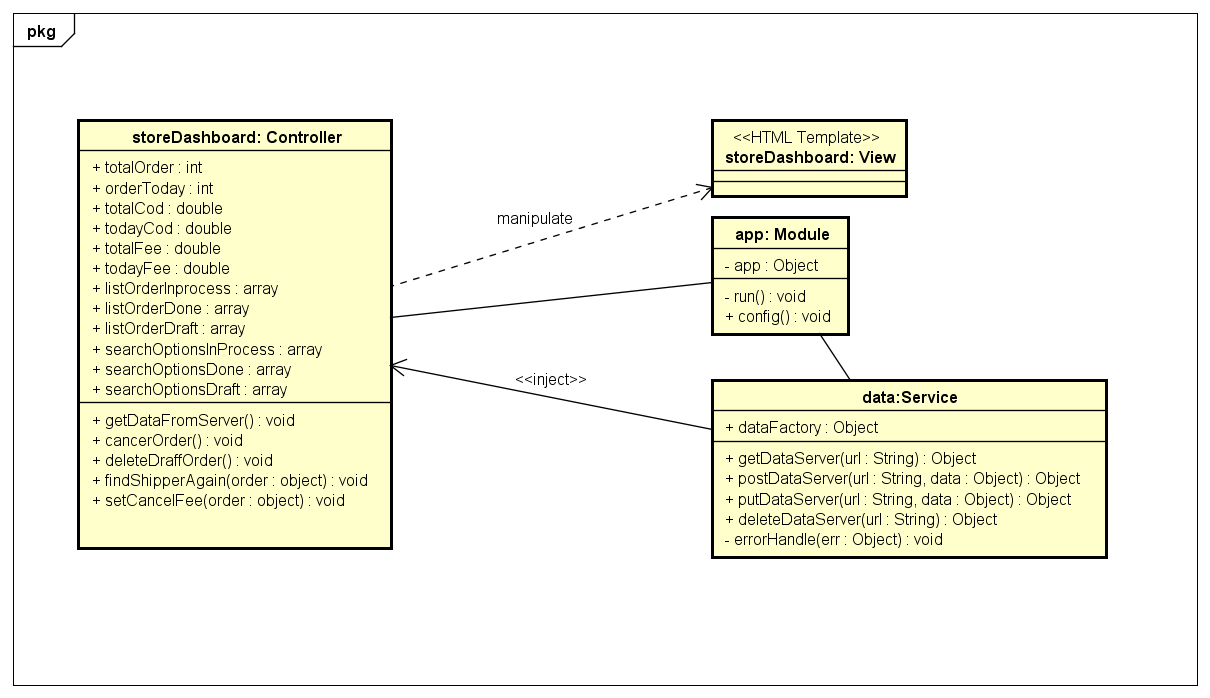 pkg
storeDashboard: Controller
+ totalOrder : int
+ orderToday : int
+ totalCod : double
+ todayCod : double
+ totalFee : double
+ todayFee : double
+ listOrderInprocess : array
+ listOrderDone : array
+ listOrderDraft : array
+ searchOptionsInProcess : array
+ searchOptionsDone : array
+ searchOptionsDraft : array
+ getDataFromServer() : void
+ cancerOrder() : void
+ deleteDraffOrder() : void
+ findShipperAgain(order : object) : void
+ setCancelFee(order : object) : void
manipulate
<<inject>>
<<HTML Template>>
storeDashboard: View
app: Module
- app : Object
- run() : void
+ config() : void
data:Service
+ dataFactory : Object
+ getDataServer(url : String) : Object
+ postDataServer(url : String, data : Object) : Object
+ putDataServer(url : String, data : Object) : Object
+ deleteDataServer(url : String) : Object
- errorHandle(err : Object) : void